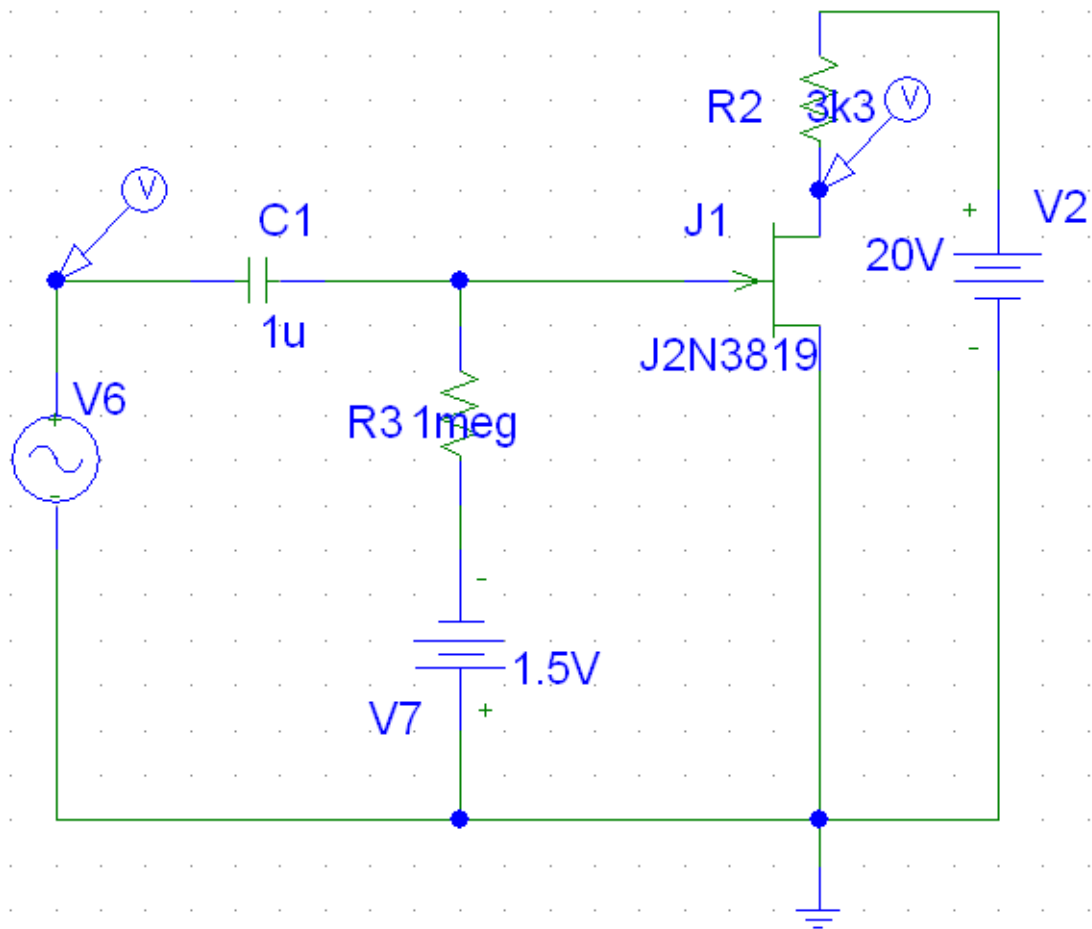 R2 3k3 V
V
C1
J1
+ V2
20V
1u
J2N3819
-
V6
+
R3 1meg
-
-
1.5V
V7 +